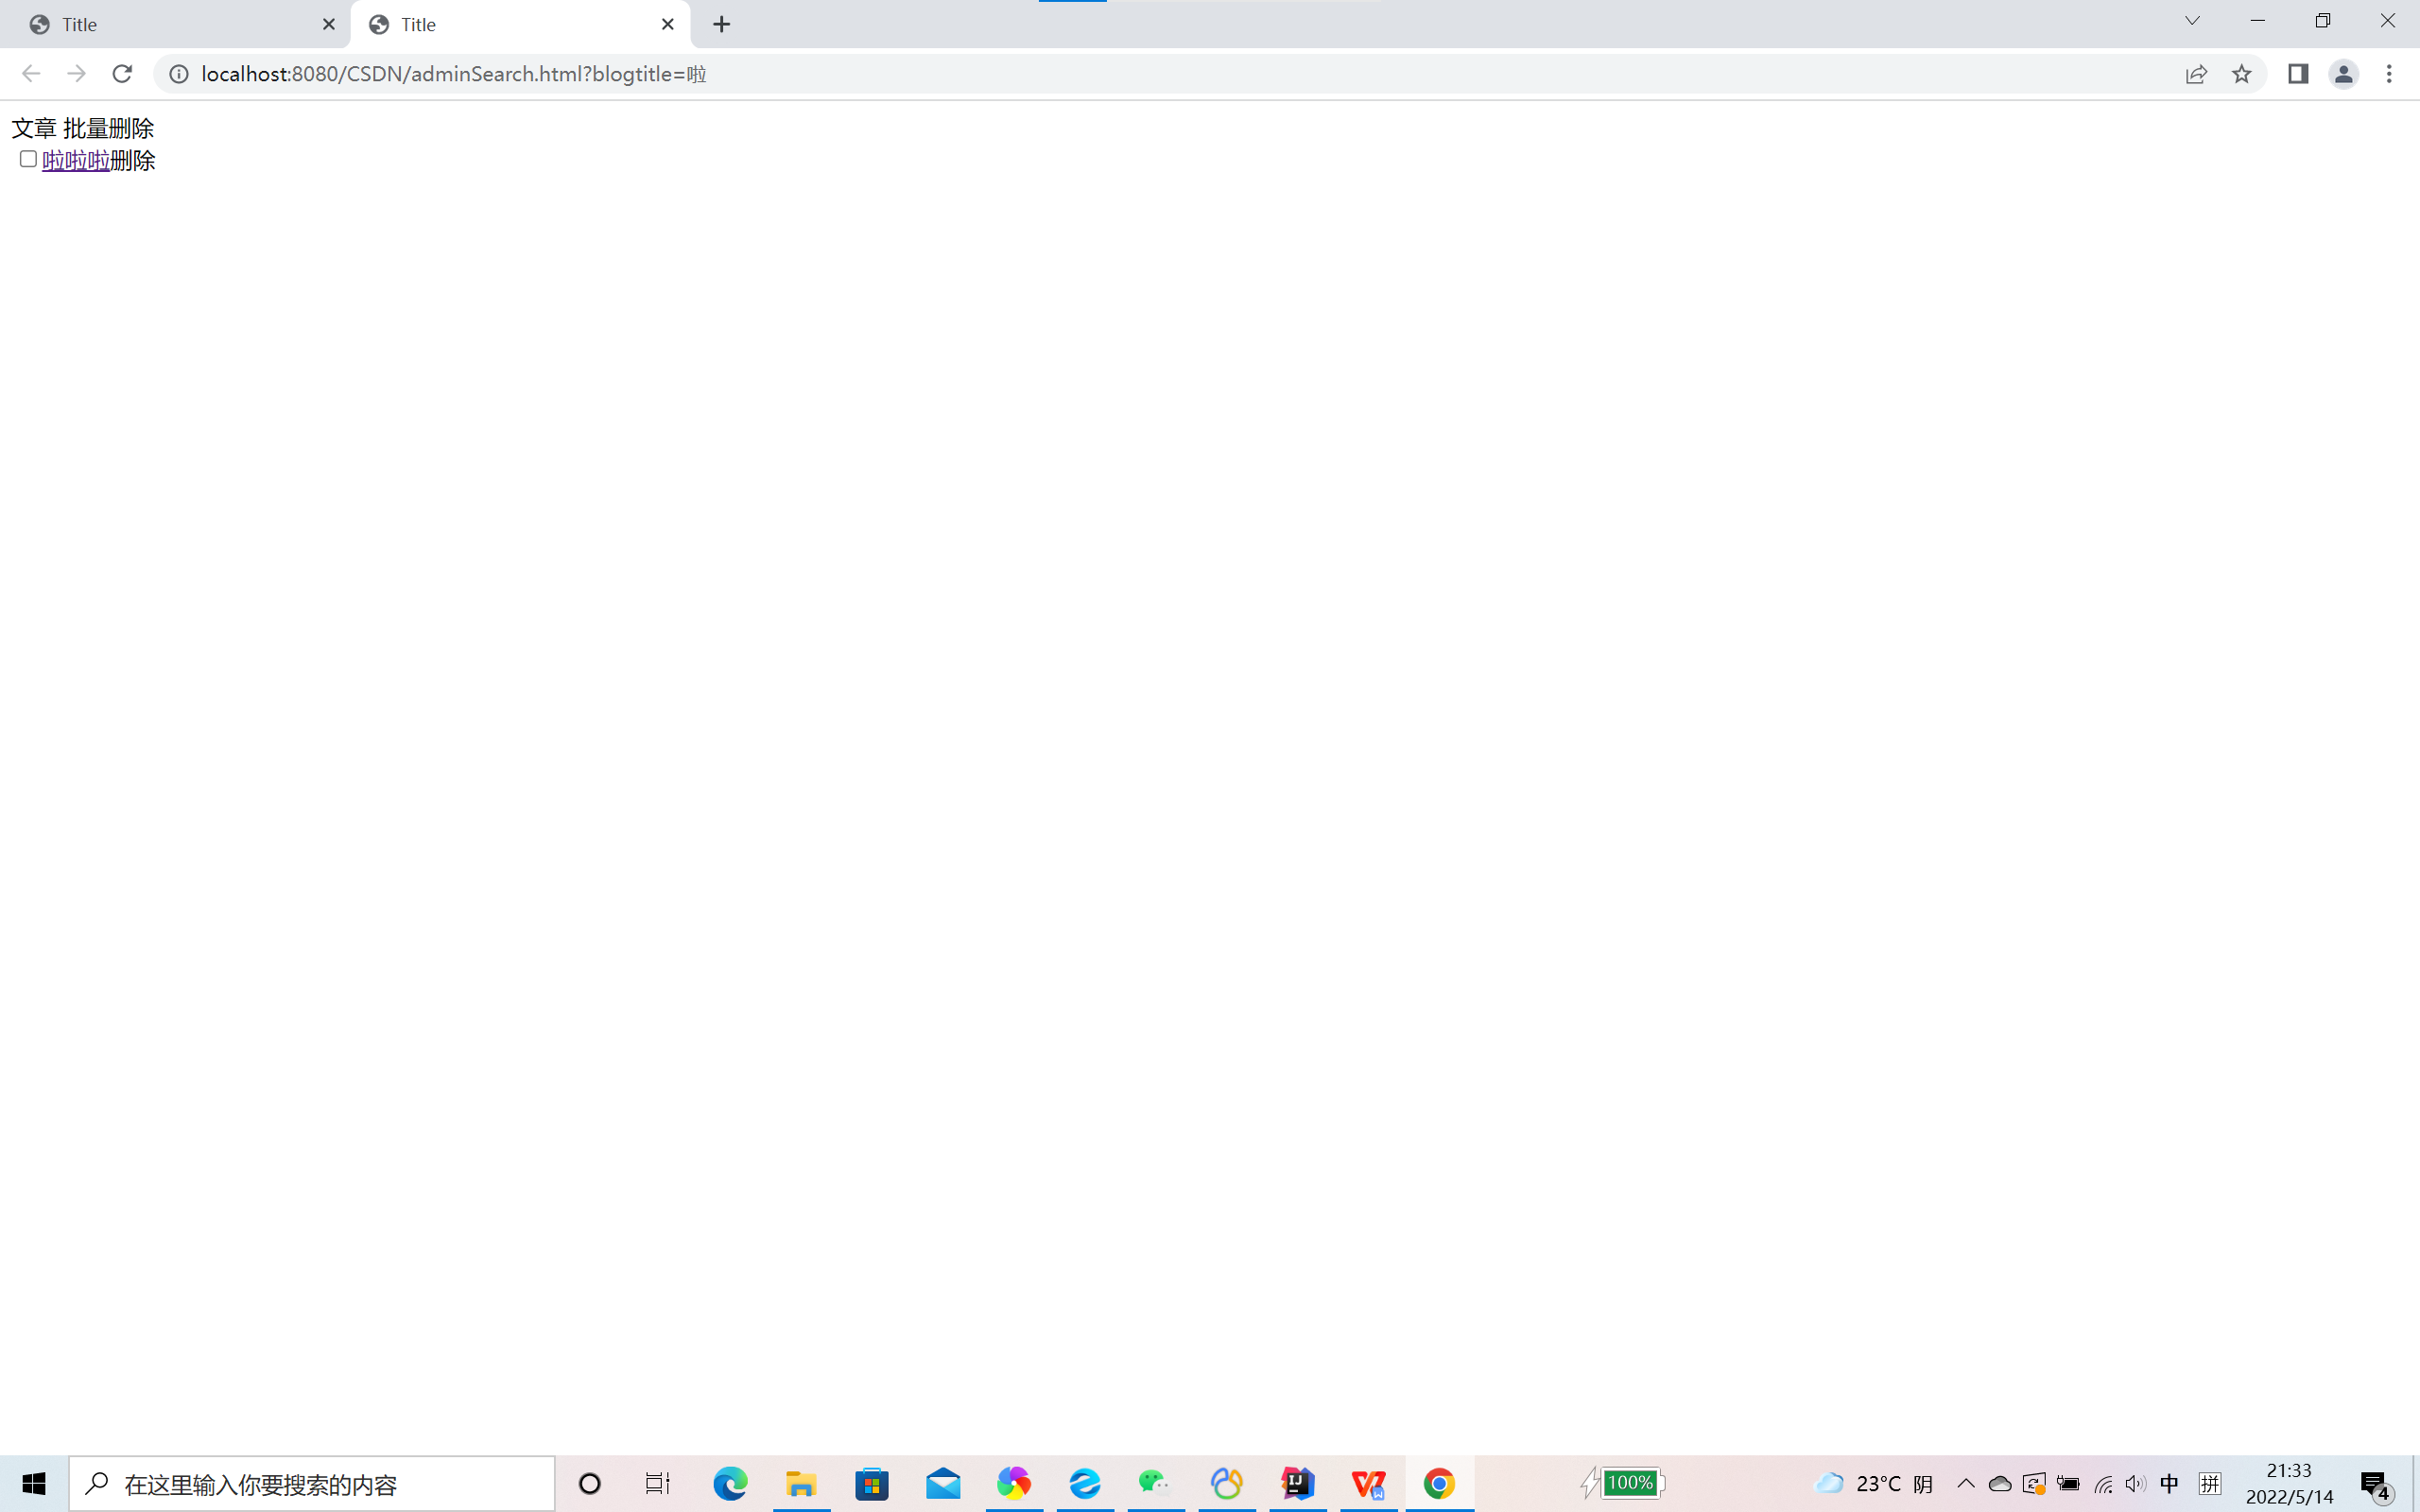 Title
Title
localhost:8080/CSDN/adminSearch.html?blogtitle=啦
文章 批量删除
啦啦啦删除
在这里输入你要搜索的内容
100%
23°C 阴
中
拼
21:33
2022/5/14
4